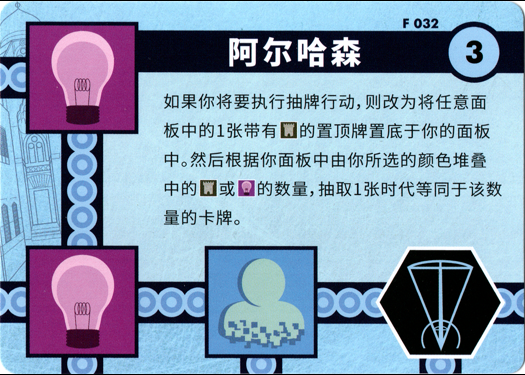 F 032
阿尔哈森
3
如果你将要执行抽牌行动,则改为将任意面
板中的1张带有的置顶牌置底于你的面板
中。然后根据你面板中由你所选的颜色堆叠
中的或的数量,抽取1张时代等同于该数
量的卡牌。